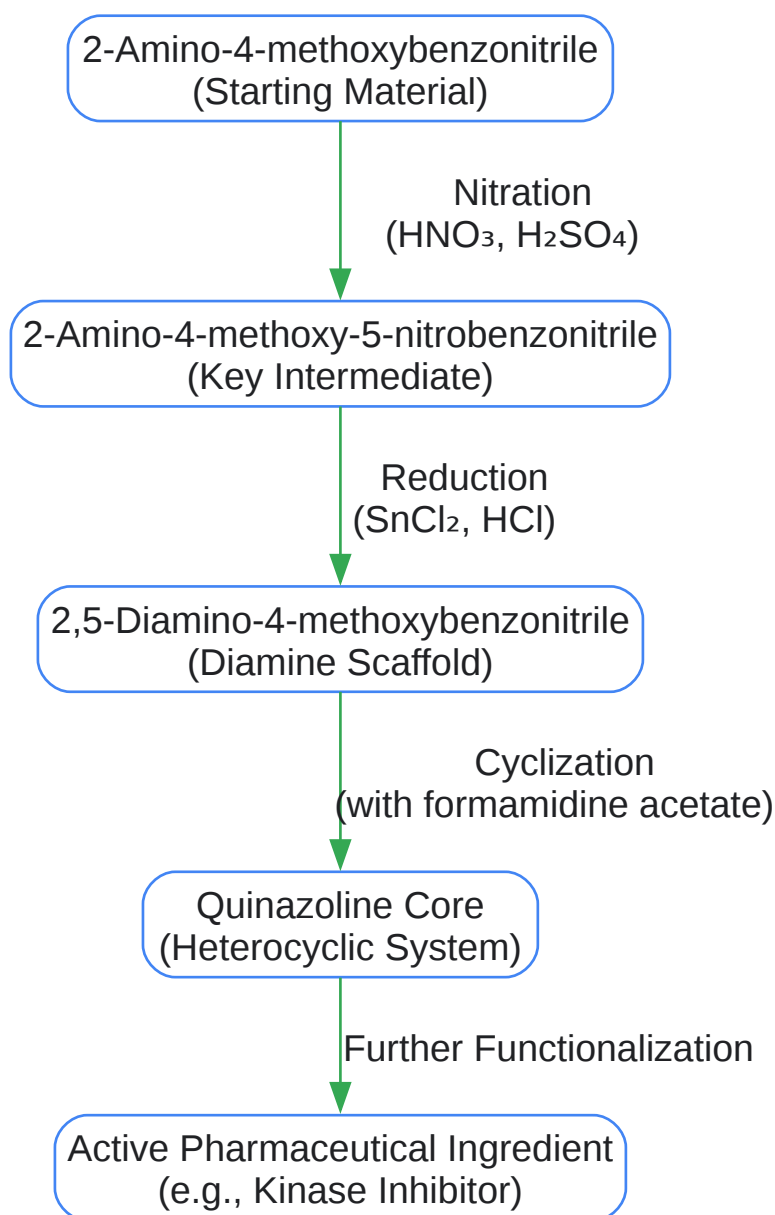 2-Amino-4-methoxybenzonitrile
(Starting Material)
Nitration
(HNO₃, H₂SO₄)
2-Amino-4-methoxy-5-nitrobenzonitrile
(Key Intermediate)
Reduction
(SnCl₂, HCl)
2,5-Diamino-4-methoxybenzonitrile
(Diamine Scaffold)
Cyclization
(with formamidine acetate)
Quinazoline Core
(Heterocyclic System)
Further Functionalization
Active Pharmaceutical Ingredient
(e.g., Kinase Inhibitor)